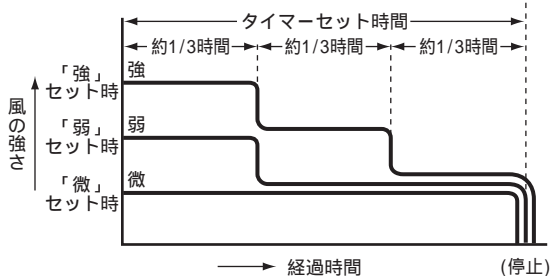 タイマーセット時間
約1/3時間 約1/3時間 約1/3時間
「強」
セット時
強
「弱」
セット時
弱
「微」
セット時
微
風の強さ
経過時間
(停止)